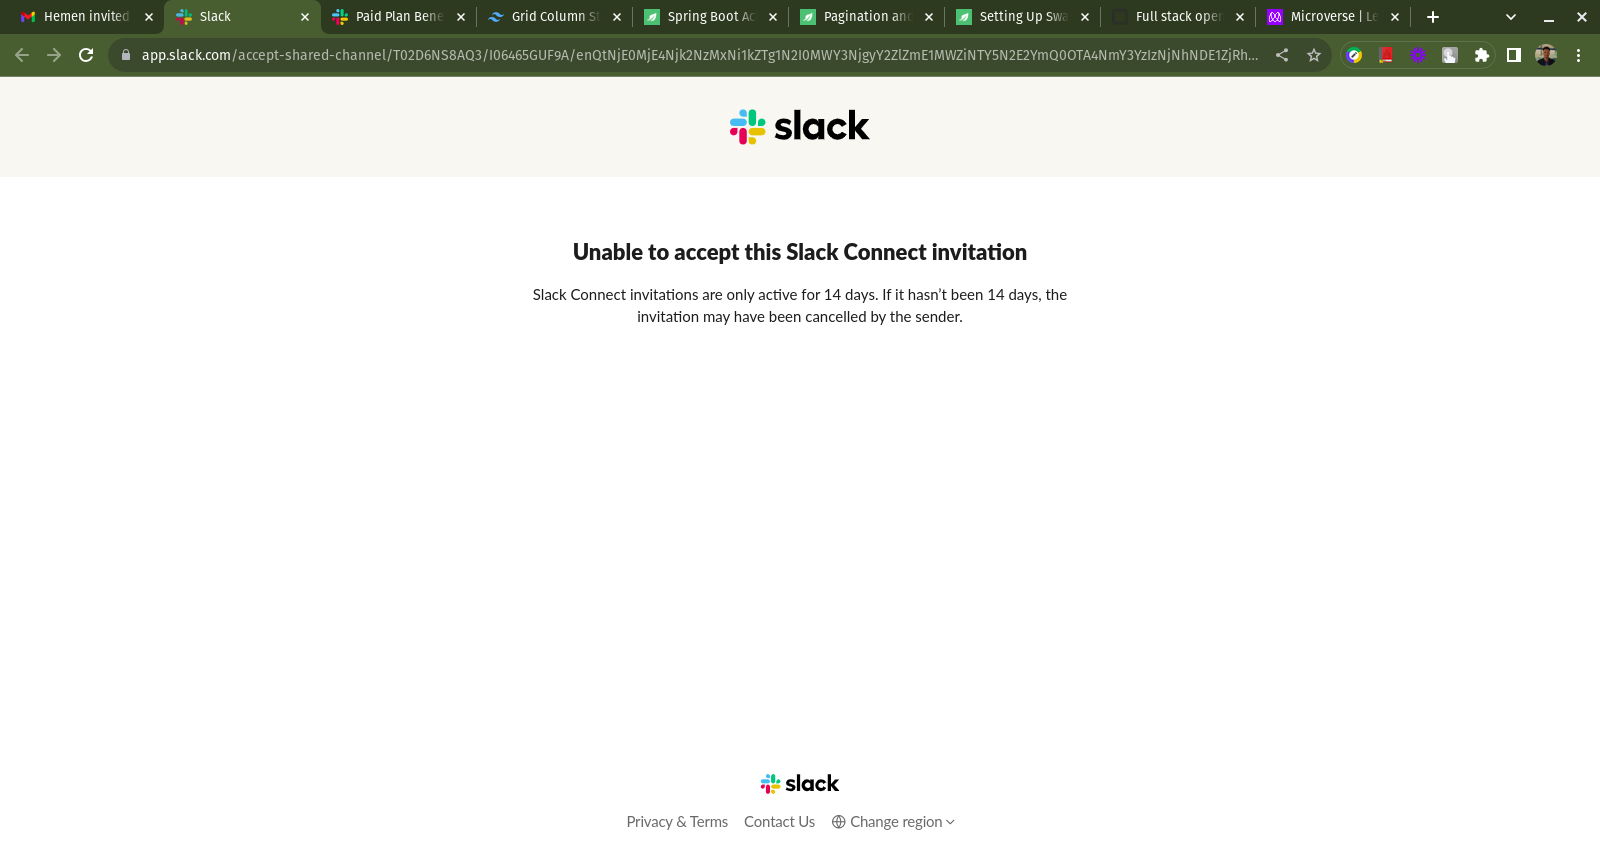 Hemen invited
Slack
Paid Plan Bene
Grid Column St
Spring Boot Ac
Pagination and
Setting Up Swa
Full stack open
Microverse | Le
app.slack.com/accept-shared-channel/T02D6NS8AQ3/I06465GUF9A/enQtNjE0MjE4Njk2NzMxNi1kZTg1N2I0MWY3NjgyY2ZlZmE1MWZiNTY5N2E2YmQ0OTA4NmY3YzIzNjNhNDE1ZjRh...
slack
Unable to accept this Slack Connect invitation
Slack Connect invitations are only active for 14 days. If it hasn’t been 14 days, the
invitation may have been cancelled by the sender.
slack
Privacy & Terms
Contact Us
Change region